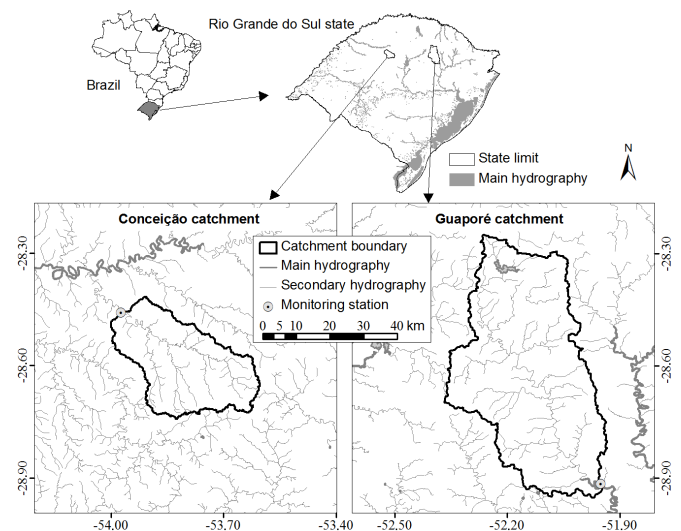 Rio Grande do Sul state
Brazil
N
State limit
Main hydrography
Conceição catchment
Guaporé catchment
Catchment boundary
Main hydrography
Secondary hydrography
Monitoring station
0 5 10 20 30 40 km
-28.30
-28.60
-28.90
-28.30
-28.60
-28.90
-54.00 -53.70 -53.40
-52.50 -52.20 -51.90